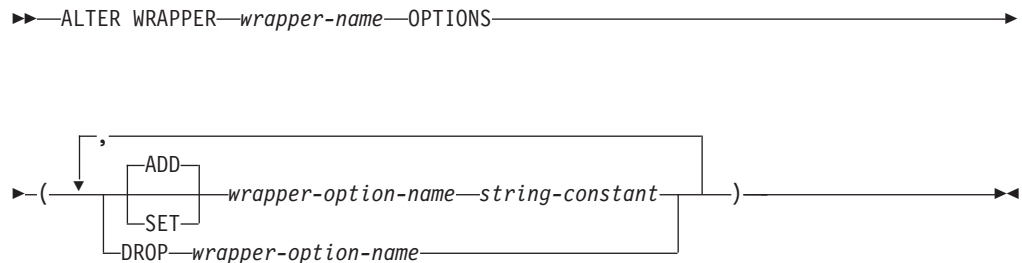 ALTER WRAPPER wrapper-name OPTIONS
,
ADD
( wrapper-option-name string-constant )
SET
DROP wrapper-option-name